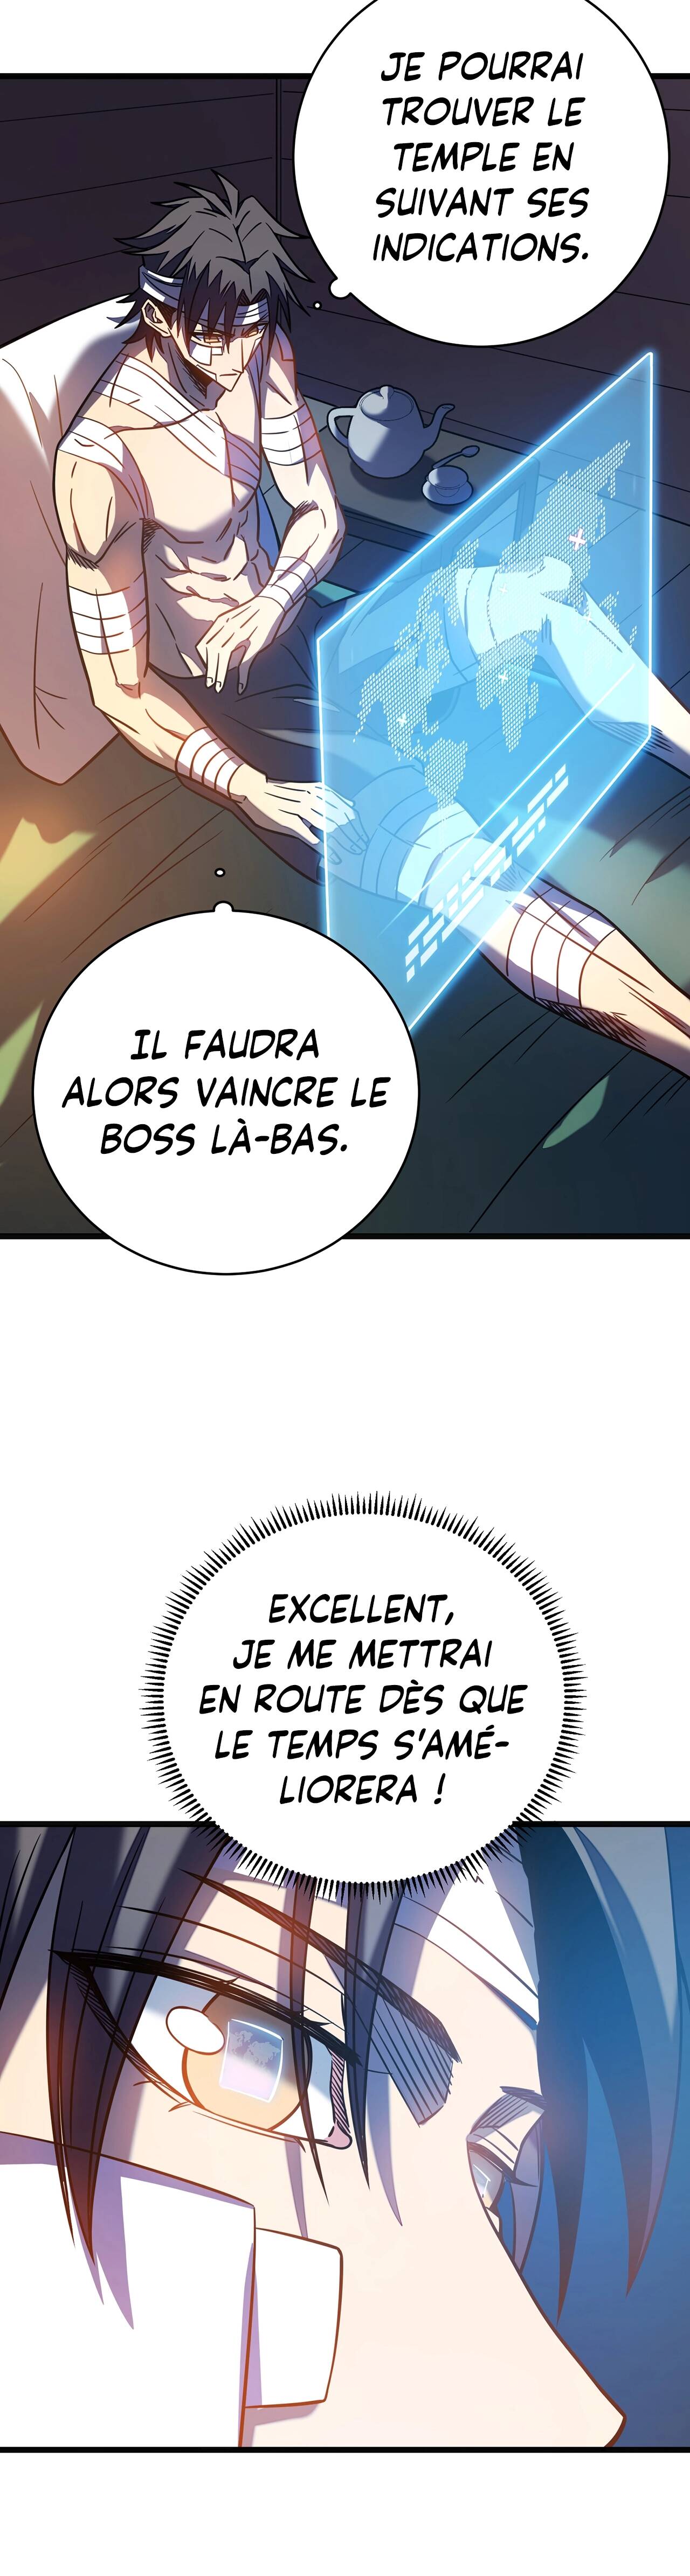 JE POURRAI
TROUVER LE
TEMPLE EN
SUIVANT SES
INDICATIONS.
IL FAUDRA
ALORS VAINCRE LE
BOSS LÀ-BAS.
EXCELLENT,
JE ME METTRAI
EN ROUTE DÈS QUE
LE TEMPS S'AMÉ-
LIORERA !